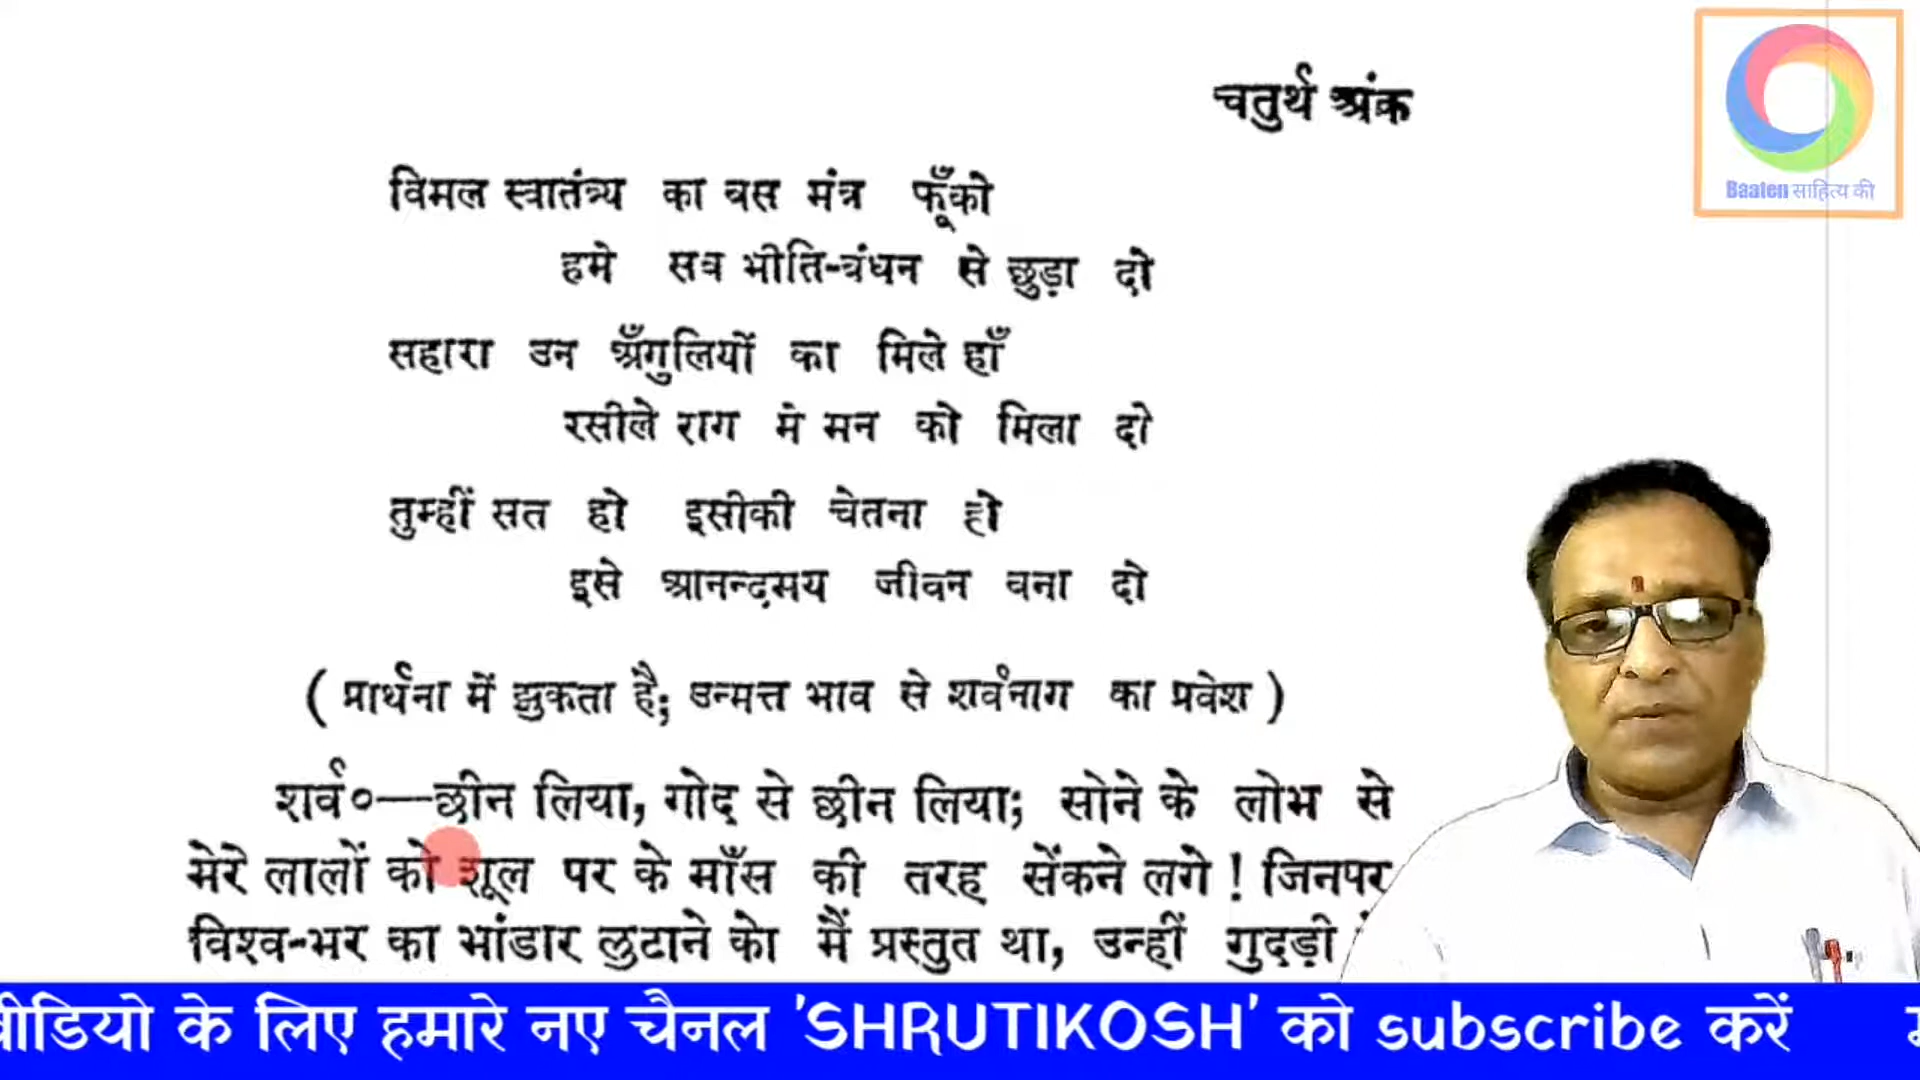 चतुर्थ अंक
Baaten साहित्य की
विमल स्वातंत्र्य का बस मंत्र फूँको
हमे सब भीति-बंधन से छुड़ा दो
सहारा उन अँगुलियों का मिले हाँ
रसीले राग मे मन को मिला दो
तुम्हीं सत हो इसीकी चेतना हो
इसे आनन्दमय जीवन बना दो
( प्रार्थना में झुकता है; उन्मत्त भाव से शर्वनाग का प्रवेश )
शर्व०—छीन लिया, गोद से छीन लिया; सोने के लोभ से
मेरे लालों को शूल पर के माँस की तरह सेंकने लगे ! जिनपर
विश्व-भर का भांडार लुटाने को मैं प्रस्तुत था, उन्हीं गुदड़ी
वीडियो के लिए हमारे नए चैनल 'SHRUTIKOSH' को subscribe करें